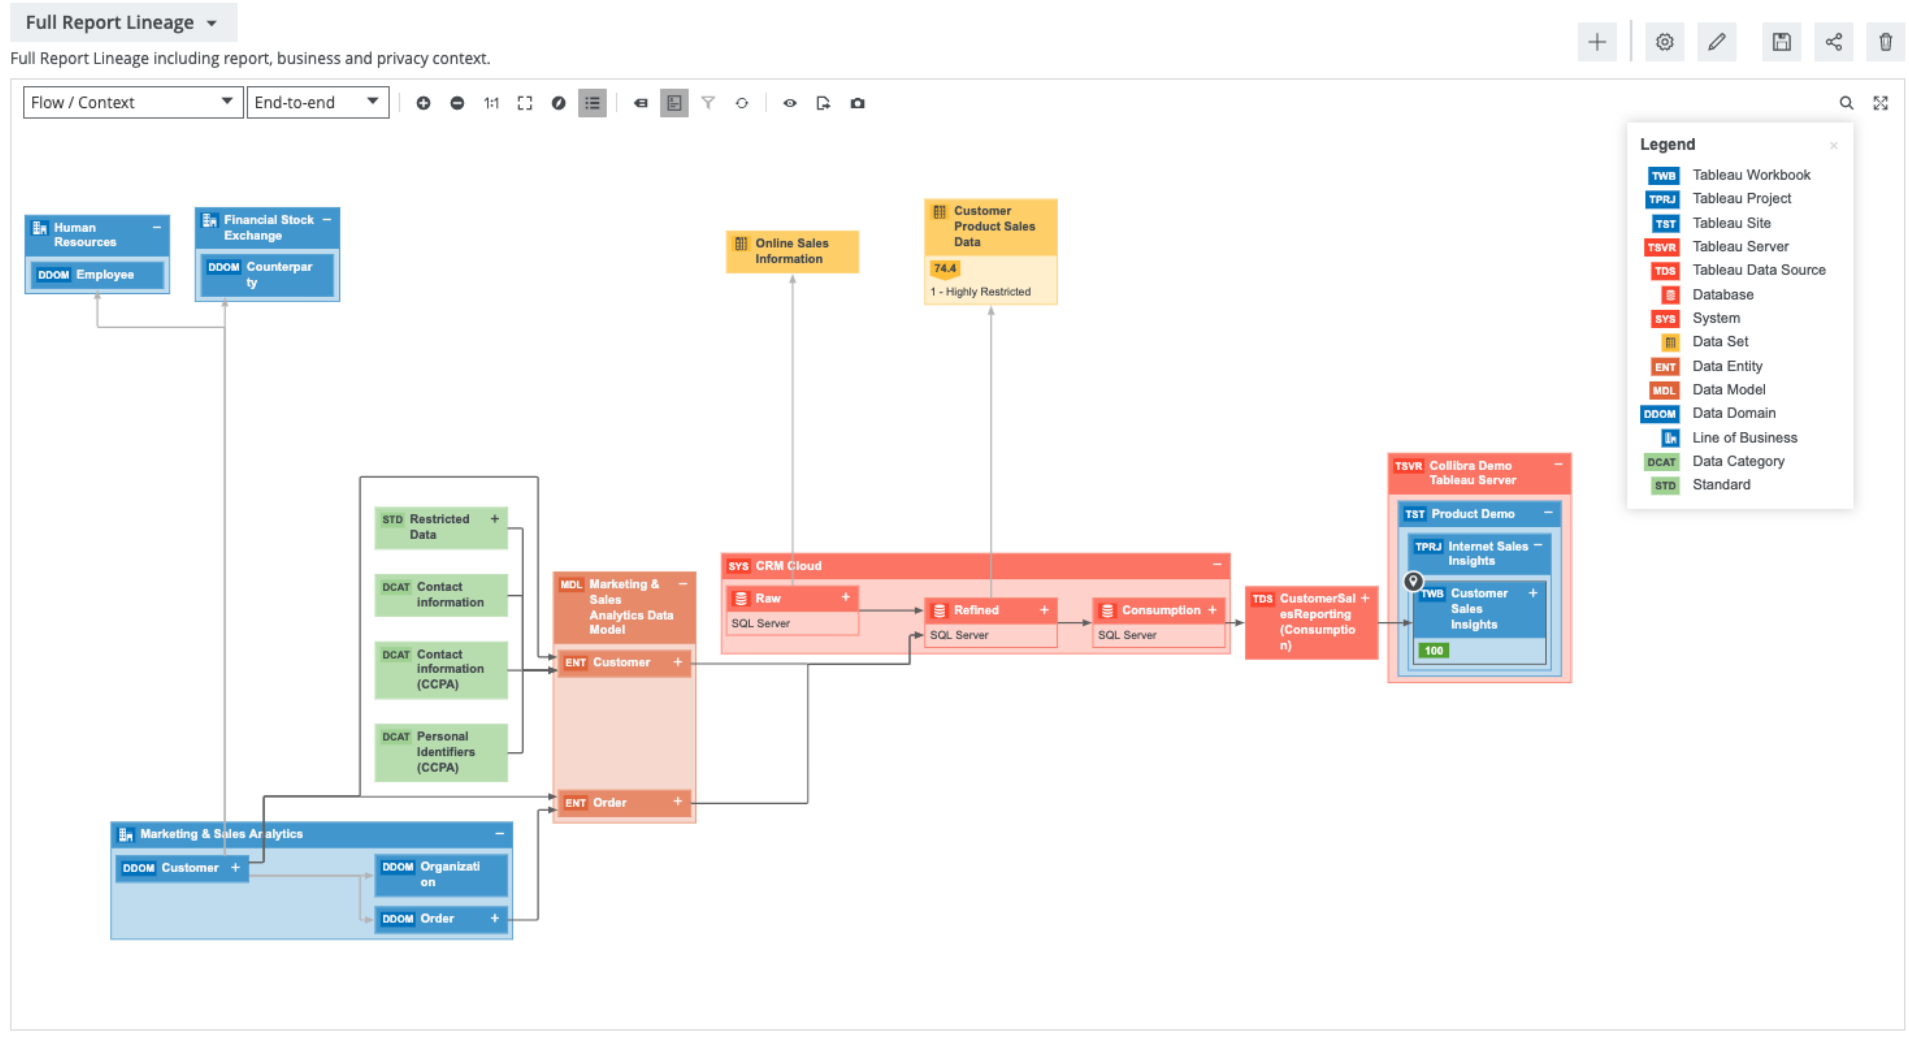 Full Report Lineage
Full Report Lineage including report, business and privacy context.
Flow / Context
End-to-end
1:1
Legend
TWB Tableau Workbook
TPRJ Tableau Project
TST Tableau Site
TSVR Tableau Server
TDS Tableau Data Source
Database
SYS System
Data Set
ENT Data Entity
MDL Data Model
DDOM Data Domain
Line of Business
DCAT Data Category
STD Standard
Human
Resources
DDOM Employee
Financial Stock
Exchange
DDOM Counterpar
ty
Online Sales
Information
Customer
Product Sales
Data
74.4
1 - Highly Restricted
STD Restricted
Data
DCAT Contact
information
DCAT Contact
information
(CCPA)
DCAT Personal
Identifiers
(CCPA)
MDL Marketing &
Sales
Analytics Data
Model
ENT Customer
ENT Order
SYS CRM Cloud
Raw
SQL Server
Refined
SQL Server
Consumption
SQL Server
TDS CustomerSal
esReporting
(Consumptio
n)
TSVR Collibra Demo
Tableau Server
TST Product Demo
TPRJ Internet Sales
Insights
TWB Customer
Sales
Insights
100
Marketing & Sales Analytics
DDOM Customer
DDOM Organizati
on
DDOM Order